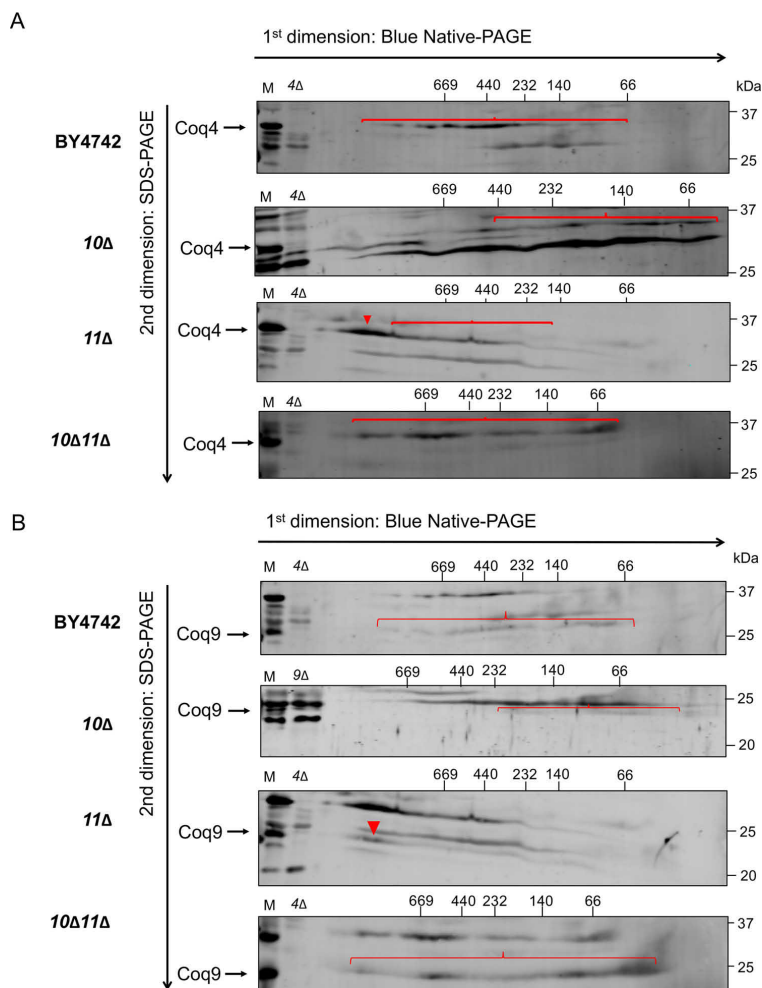 A
1st dimension: Blue Native-PAGE
2nd dimension: SDS-PAGE
M 4Δ 669 440 232 140 66 kDa
BY4742 Coq4 37 25
669 440 232 140 66
M 4Δ
10Δ Coq4 37 25
M 4Δ 669 440 232 140 66
11Δ Coq4 37 25
669 440 232 140 66
M 4Δ
10Δ11Δ Coq4 37 25
B
1st dimension: Blue Native-PAGE
2nd dimension: SDS-PAGE
kDa
M 4Δ 669 440 232 140 66
BY4742 Coq9 37 25
M 9Δ 669 440 232 140 66
10Δ Coq9 25 20
M 4Δ 669 440 232 140 66
11Δ Coq9 25 20
M 4Δ 669 440 232 140 66
10Δ11Δ Coq9 37 25